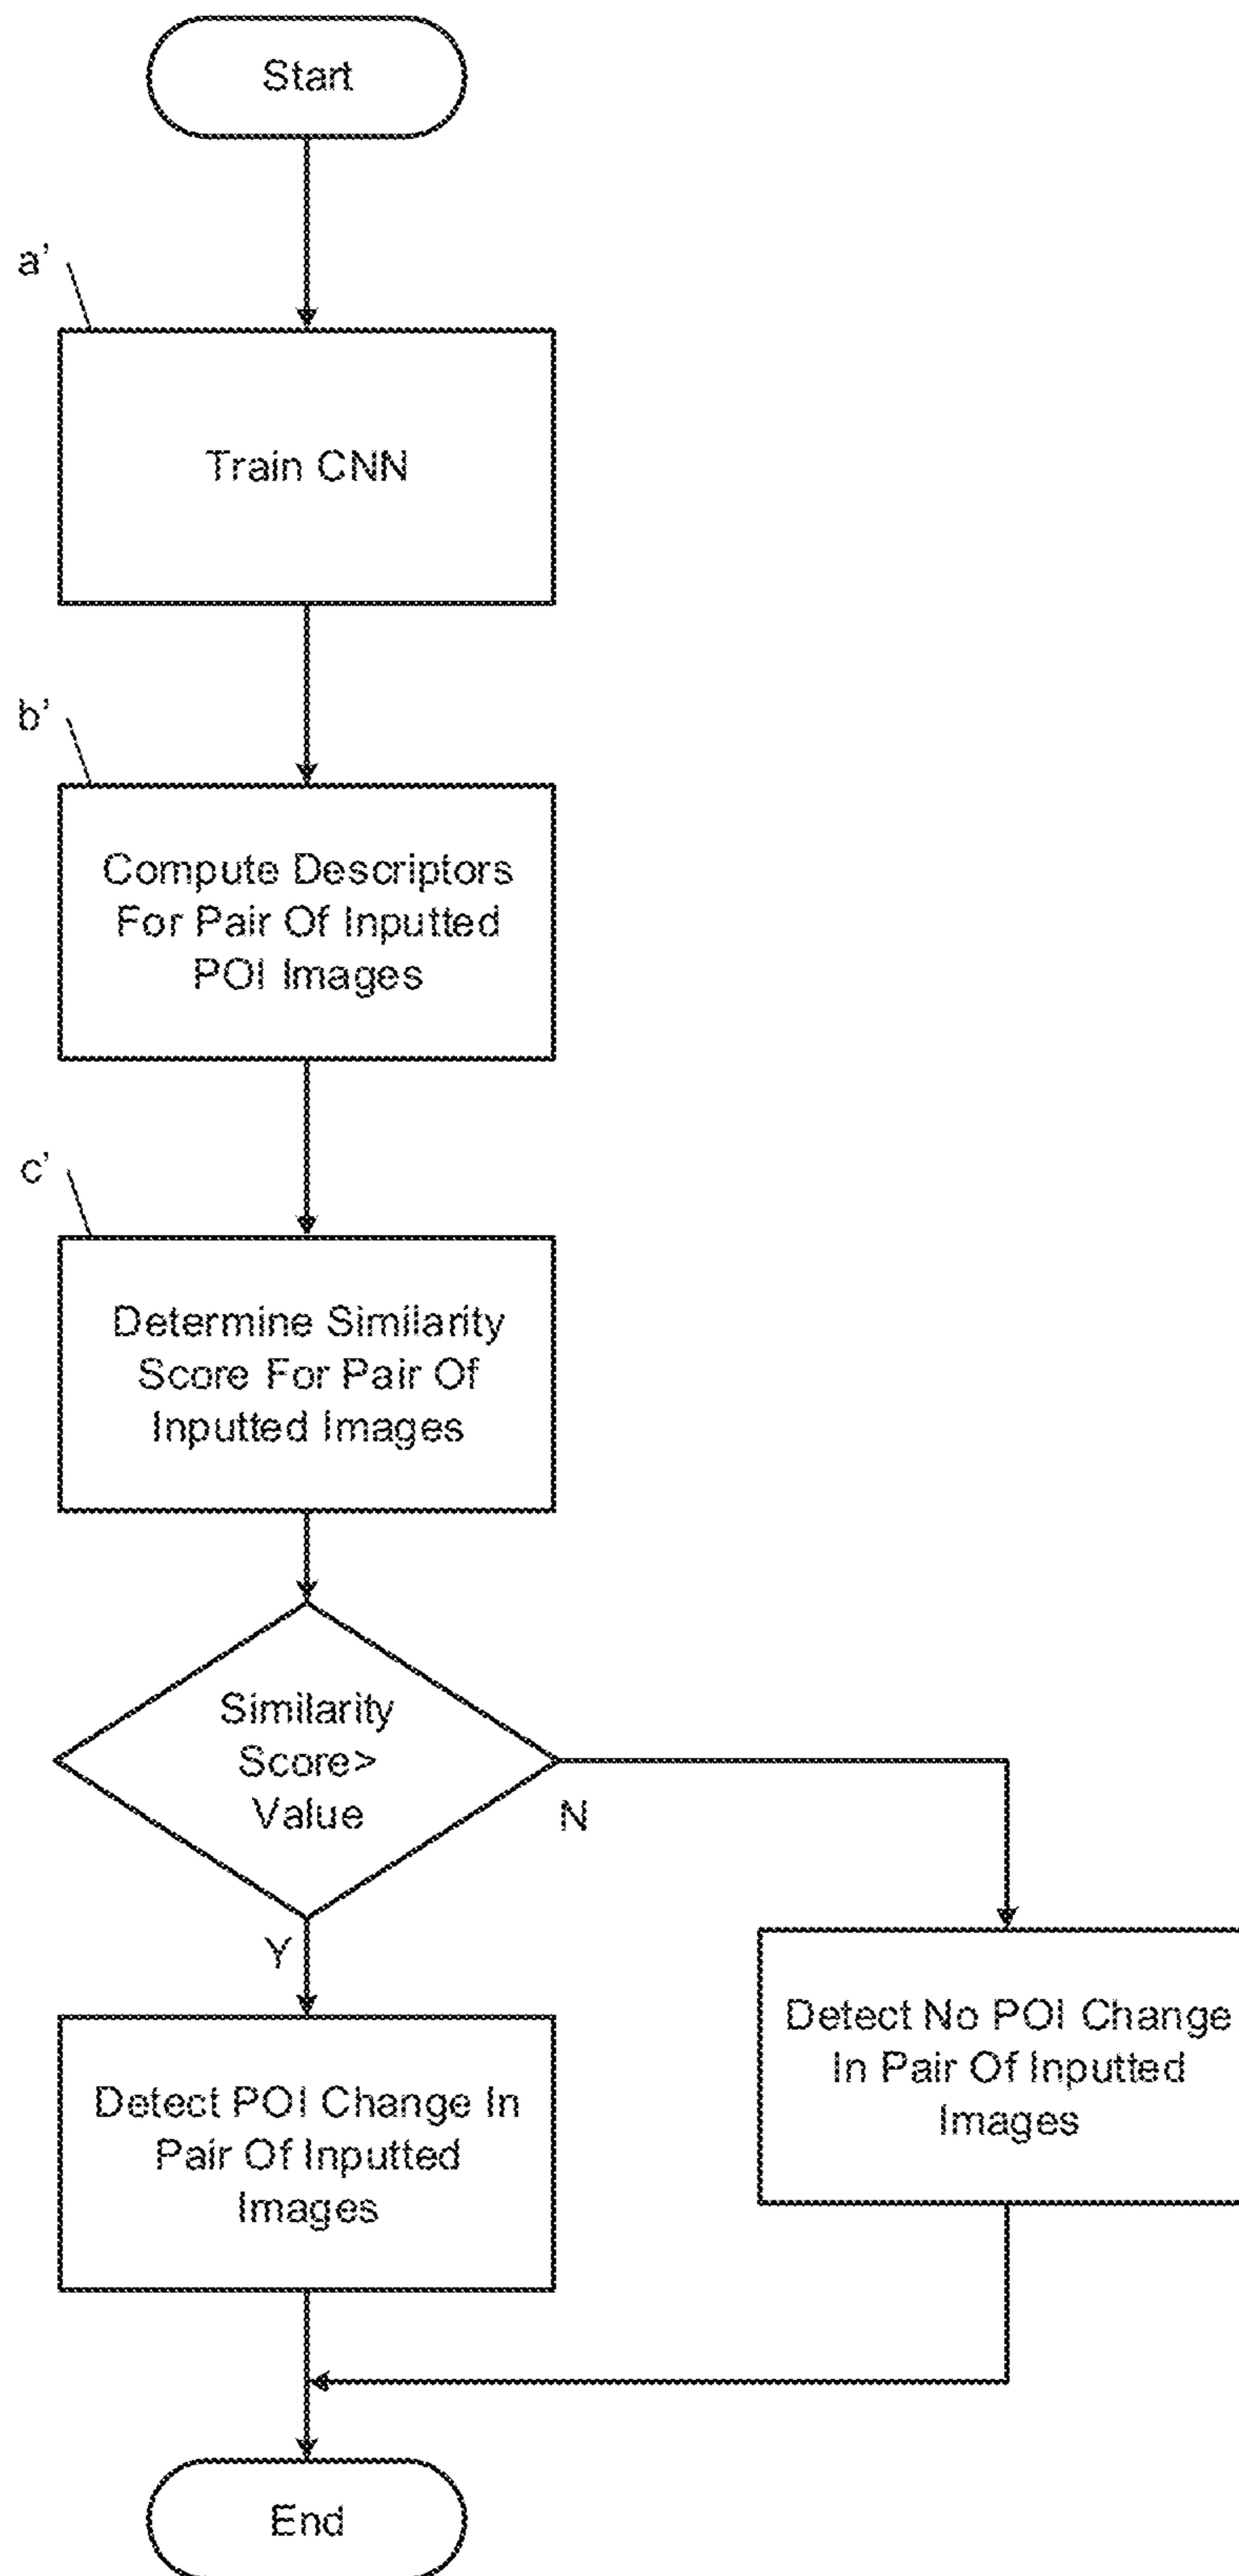 Start
a'
Train CNN
b'
Compute Descriptors
For Pair Of Inputted
POI Images
c'
Determine Similarity
Score For Pair Of
Inputted Images
Similarity
Score>
Value
N
Y
Detect No POI Change
In Pair Of Inputted
Images
Detect POI Change In
Pair Of Inputted
Images
End